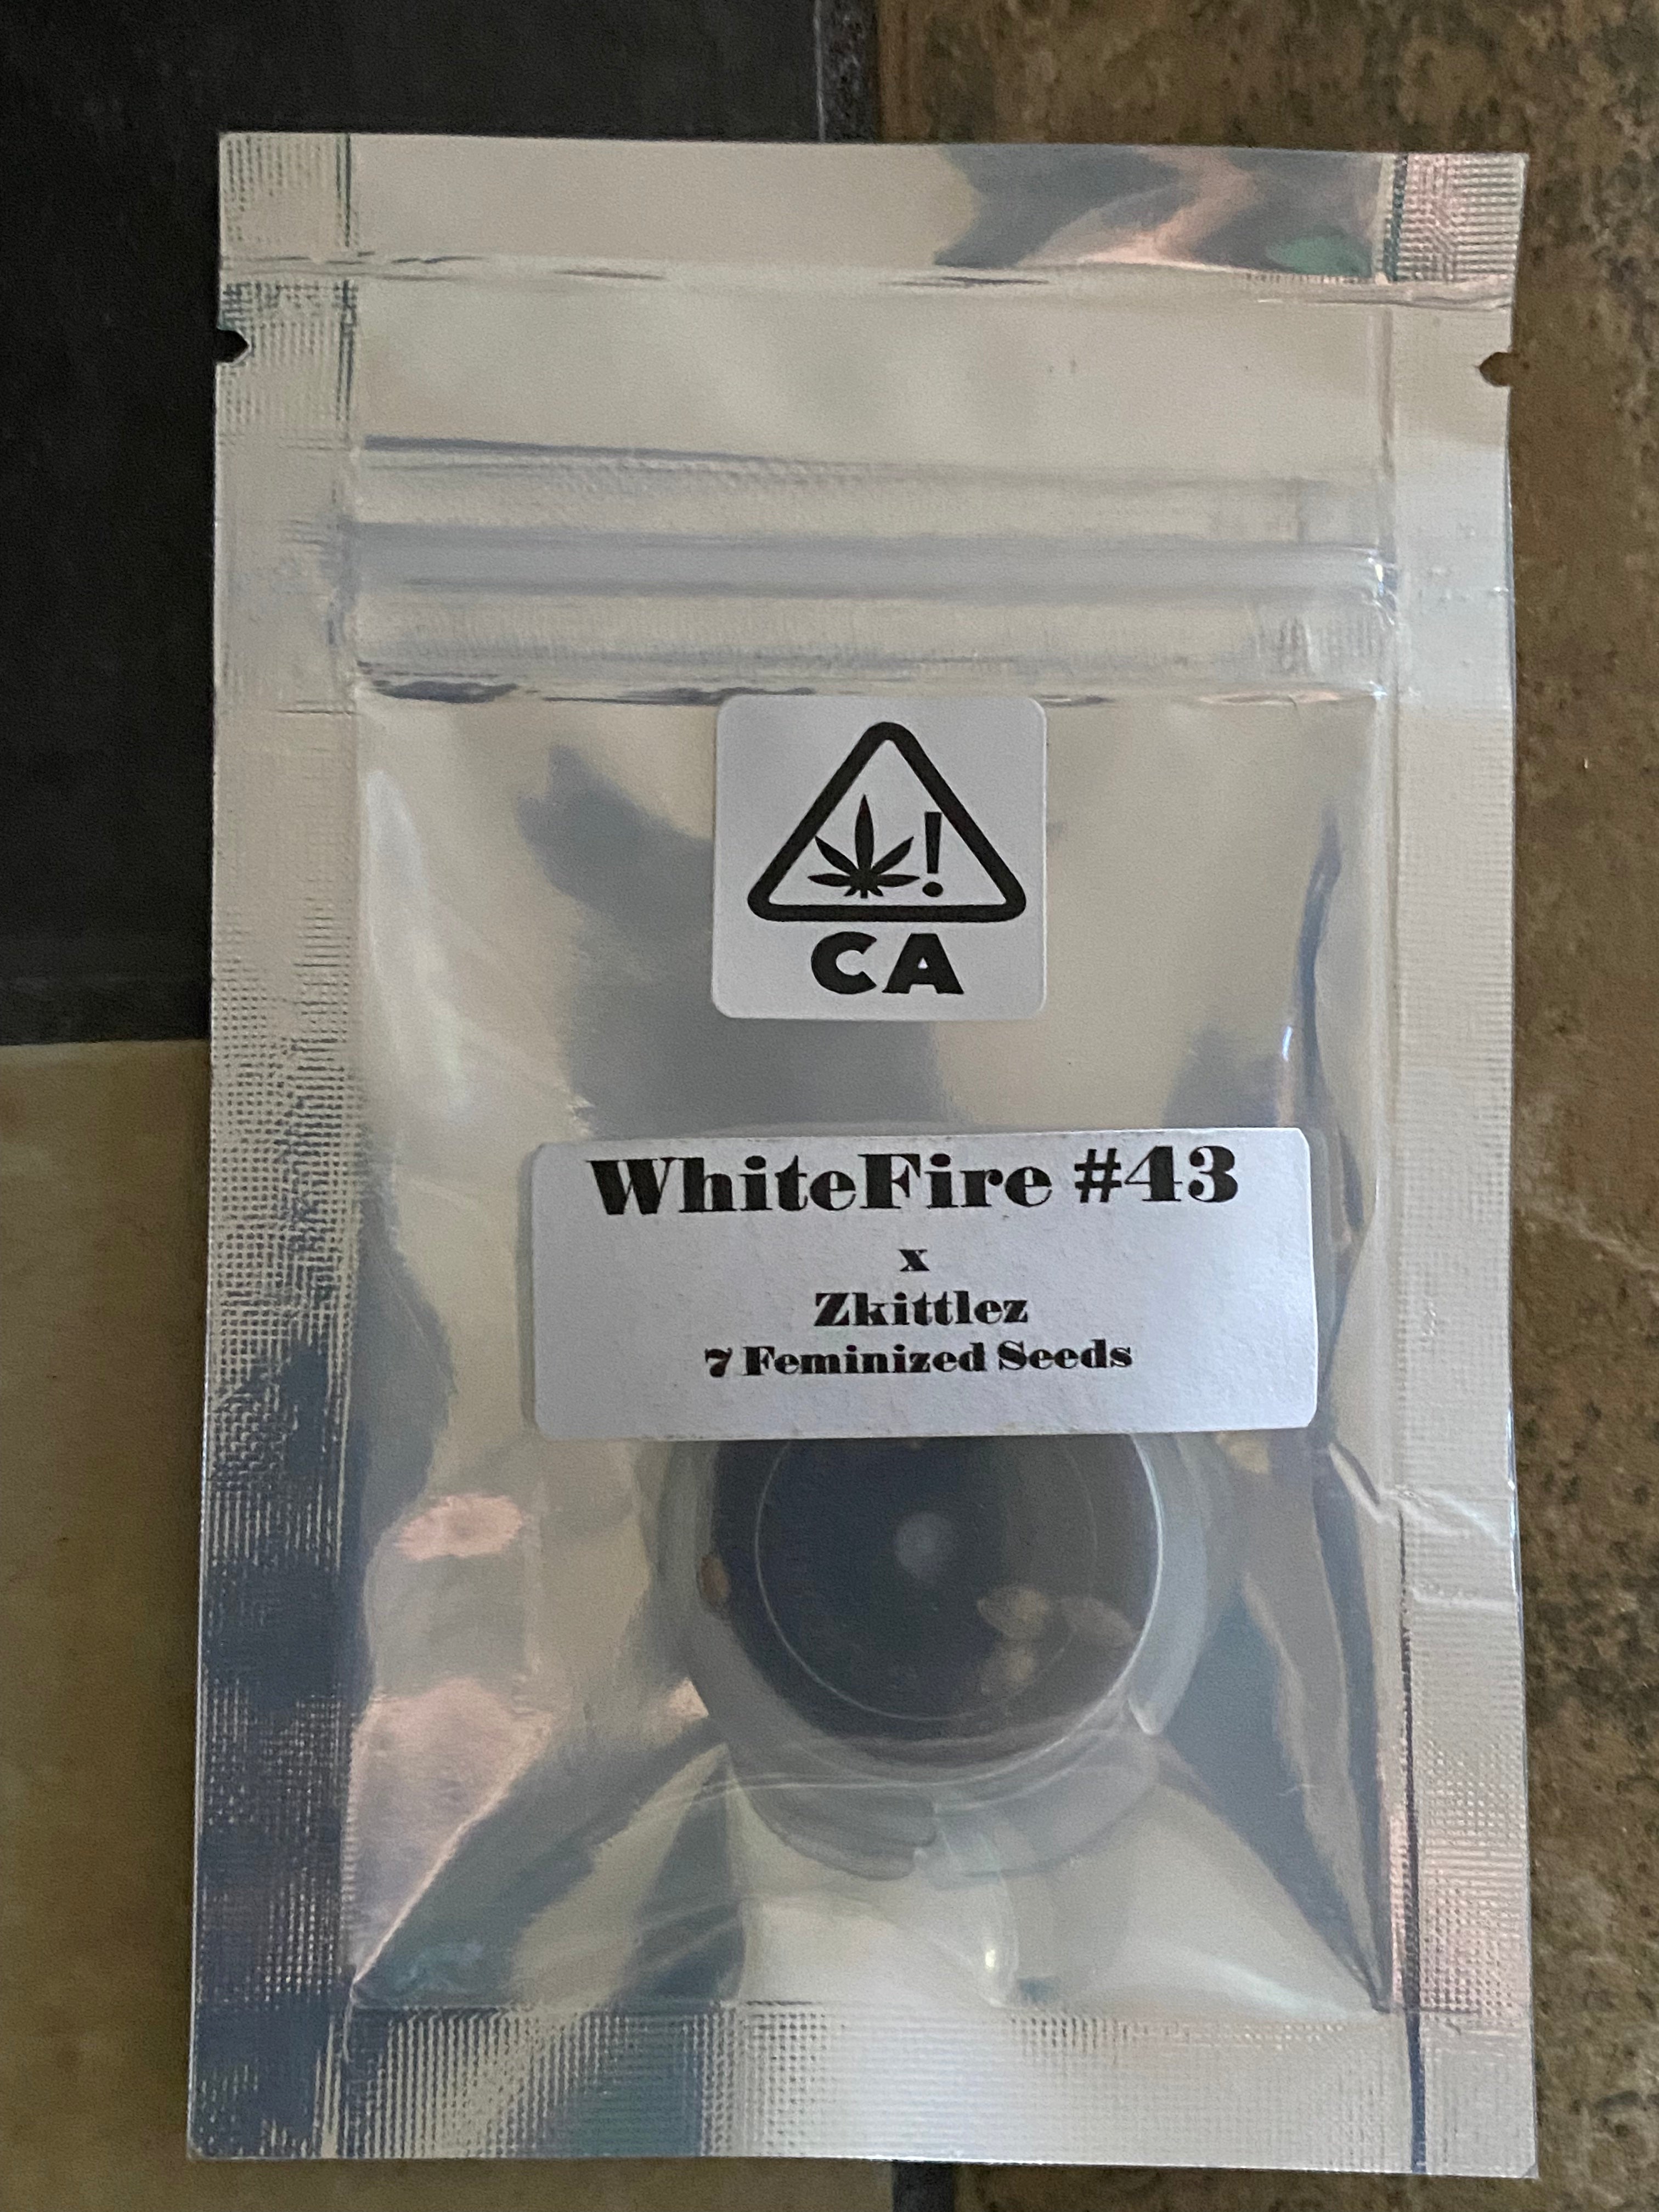 !
CA
WhiteFire #43
x
Zkittlez
7 Feminized Seeds